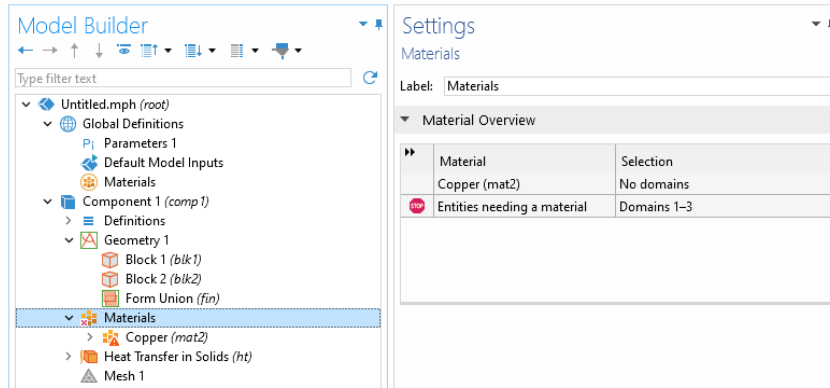 Model Builder
Type filter text
Untitled.mph (root)
Global Definitions
Pi Parameters 1
Default Model Inputs
Materials
Component 1 (comp1)
Definitions
Geometry 1
Block 1 (blk1)
Block 2 (blk2)
Form Union (fin)
Materials
Copper (mat2)
Heat Transfer in Solids (ht)
Mesh 1
Settings
Materials
Label: Materials
Material Overview
Material Selection
Copper (mat2) No domains
STOP Entities needing a material Domains 1–3